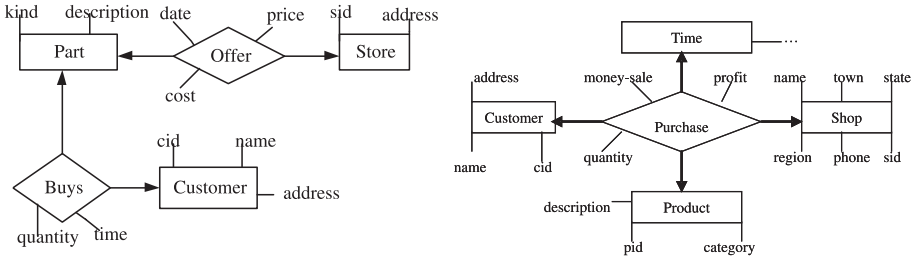 kind description date price sid address
Part Offer Store
cost
cid name
Buys Customer address
quantity time
Time ...
address money-sale profit name town state
Customer Purchase Shop
name cid quantity region phone sid
description Product
pid category